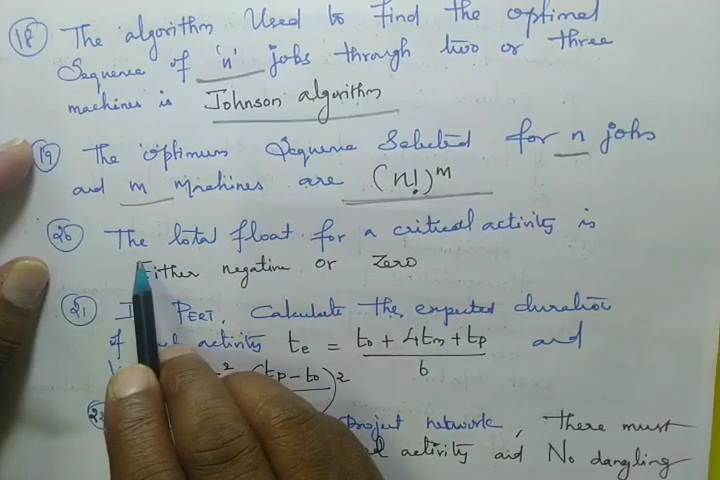 18 The algorithm Used to find the optimal
Sequence of 'n' jobs through two or three
machines is Johnson algorithm
19 The optimum Sequence Selected for n jobs
and m machines are (n!)^m
20 The total float for a critical activity is
Either negative or Zero
21 PERT, Calculate the expected duration
of activity te = to + 4tm + tp / 6 and
2 (tp - to)2
project network, There must
activity and No dangling